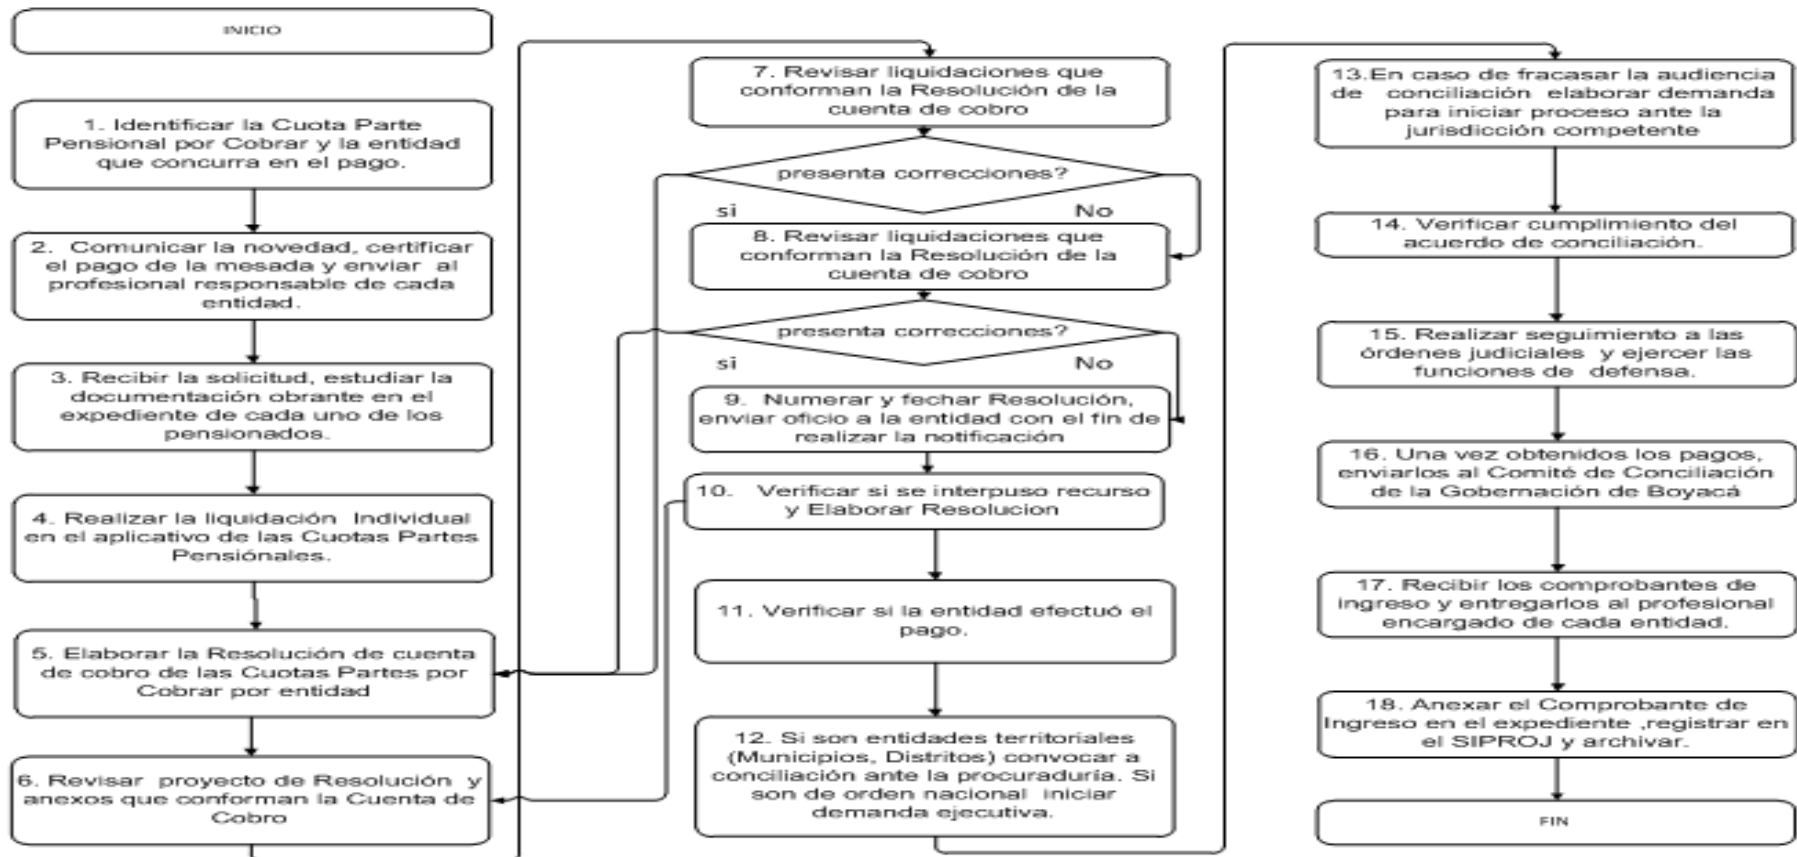 INICIO
1. Identificar la Cuota Parte
Pensional por Cobrar y la entidad
que concurra en el pago.
2. Comunicar la novedad, certificar
el pago de la mesada y enviar al
profesional responsable de cada
entidad.
3. Recibir la solicitud, estudiar la
documentación obrante en el
expediente de cada uno de los
pensionados.
4. Realizar la liquidación Individual
en el aplicativo de las Cuotas Partes
Pensiónales.
5. Elaborar la Resolución de cuenta
de cobro de las Cuotas Partes por
Cobrar por entidad
6. Revisar proyecto de Resolución y
anexos que conforman la Cuenta de
Cobro
7. Revisar liquidaciones que
conforman la Resolución de la
cuenta de cobro
presenta correcciones?
si No
8. Revisar liquidaciones que
conforman la Resolución de la
cuenta de cobro
presenta correcciones?
si No
9. Numerar y fechar Resolución,
enviar oficio a la entidad con el fin de
realizar la notificación
10. Verificar si se interpuso recurso
y Elaborar Resolucion
11. Verificar si la entidad efectuó el
pago.
12. Si son entidades territoriales
(Municipios, Distritos) convocar a
conciliación ante la procuraduría. Si
son de orden nacional iniciar
demanda ejecutiva.
13.En caso de fracasar la audiencia
de conciliación elaborar demanda
para iniciar proceso ante la
jurisdicción competente
14. Verificar cumplimiento del
acuerdo de conciliación.
15. Realizar seguimiento a las
órdenes judiciales y ejercer las
funciones de defensa.
16. Una vez obtenidos los pagos,
enviarlos al Comité de Conciliación
de la Gobernación de Boyacá
17. Recibir los comprobantes de
ingreso y entregarlos al profesional
encargado de cada entidad.
18. Anexar el Comprobante de
Ingreso en el expediente ,registrar en
el SIPROJ y archivar.
FIN